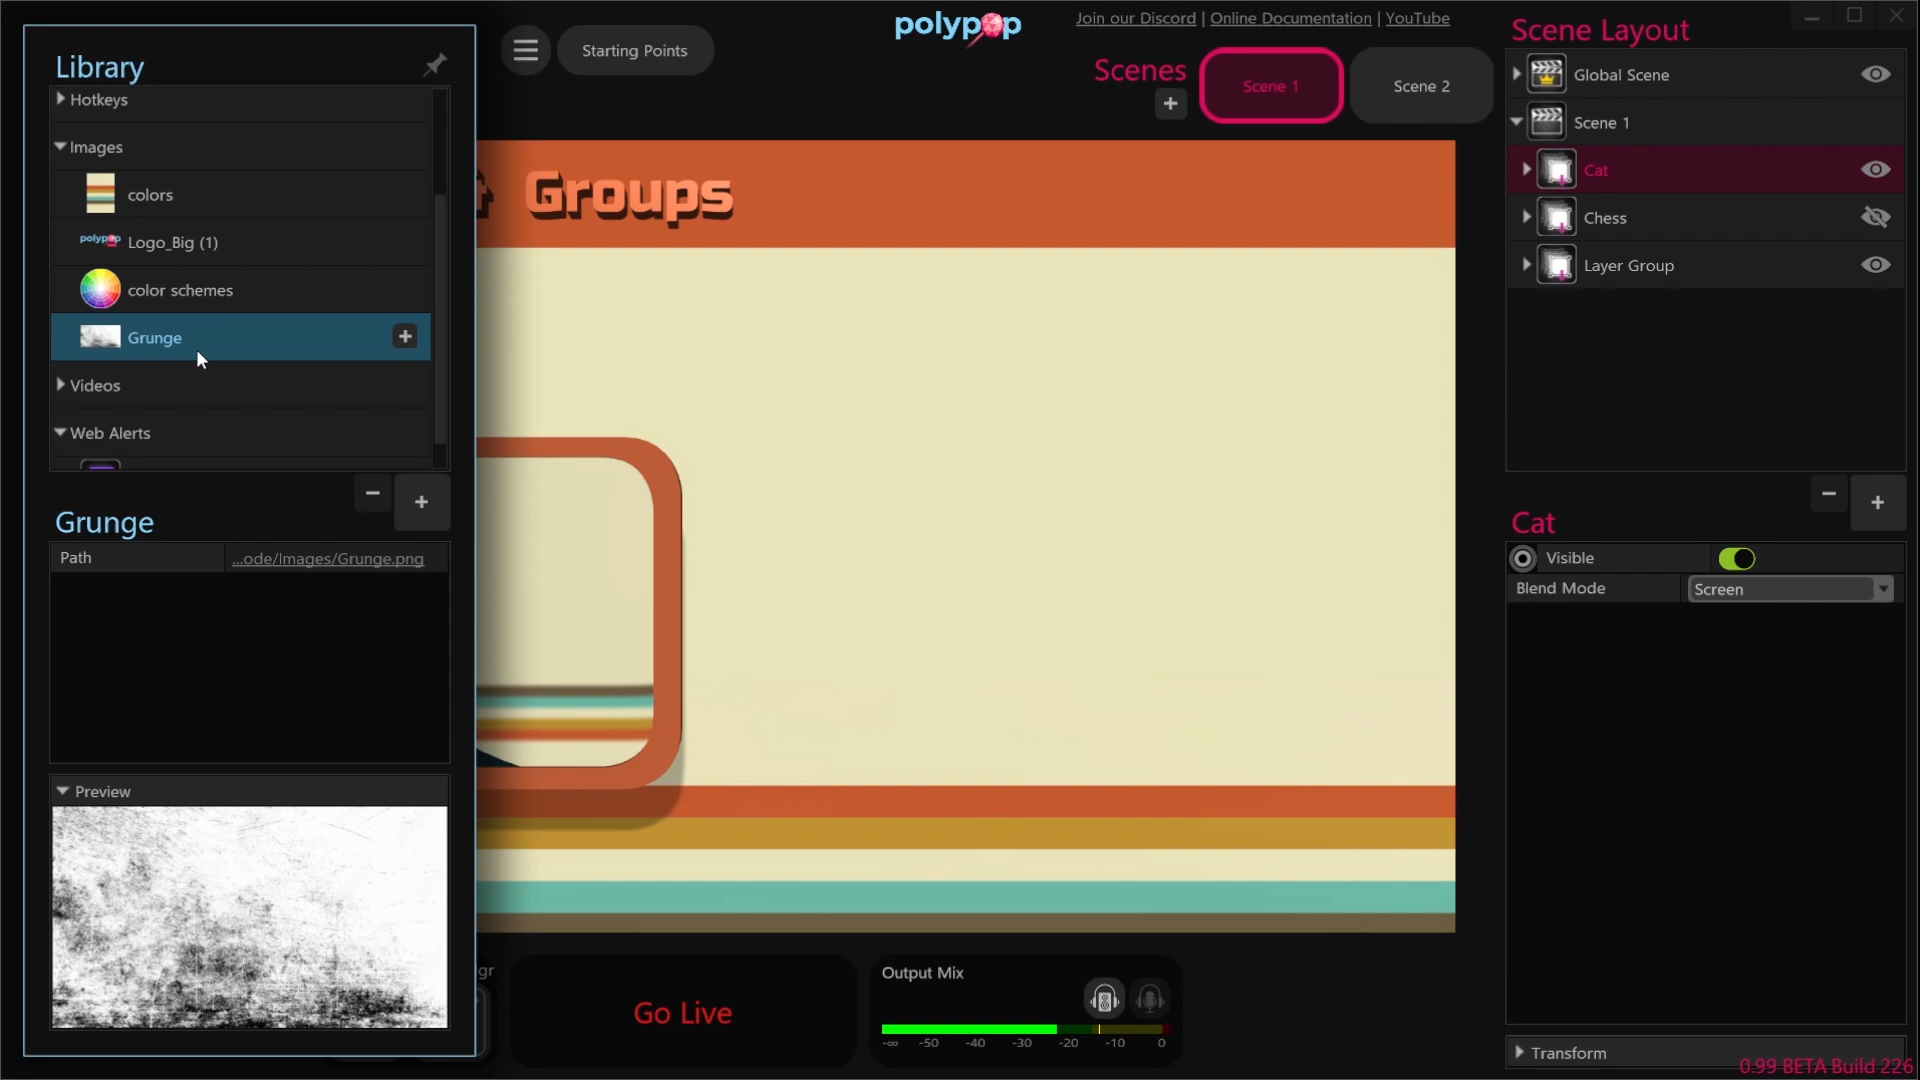 Library
Hotkeys
Images
colors
polypop Logo_Big (1)
color schemes
Grunge
Videos
Web Alerts
Grunge
Path ...ode/Images/Grunge.png
Preview
Starting Points
polypop
Join our Discord | Online Documentation | YouTube
Scenes
Scene 1
Scene 2
Groups
Go Live
Output Mix
-∞ -50 -40 -30 -20 -10 0
Scene Layout
Global Scene
Scene 1
Cat
Chess
Layer Group
Cat
Visible
Blend Mode Screen
Transform
0.99 BETA Build 226